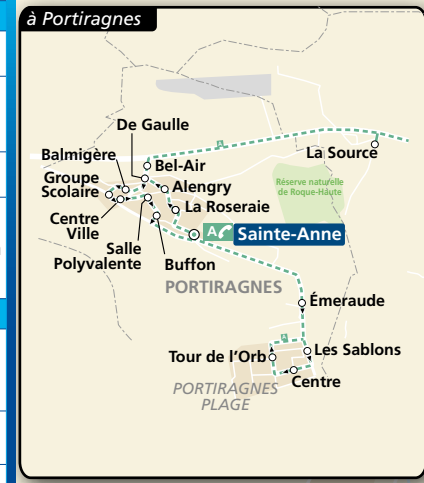 à Portiragnes
De Gaulle
Balmigère
Bel-Air
La Source
Groupe
Scolaire
Alengry
Réserve naturelle
de Roque-Haute
La Roseraie
Centre
Ville
A
Sainte-Anne
Salle
Polyvalente
Buffon
PORTIRAGNES
Émeraude
A
Tour de l'Orb
Les Sablons
Centre
PORTIRAGNES
PLAGE
A